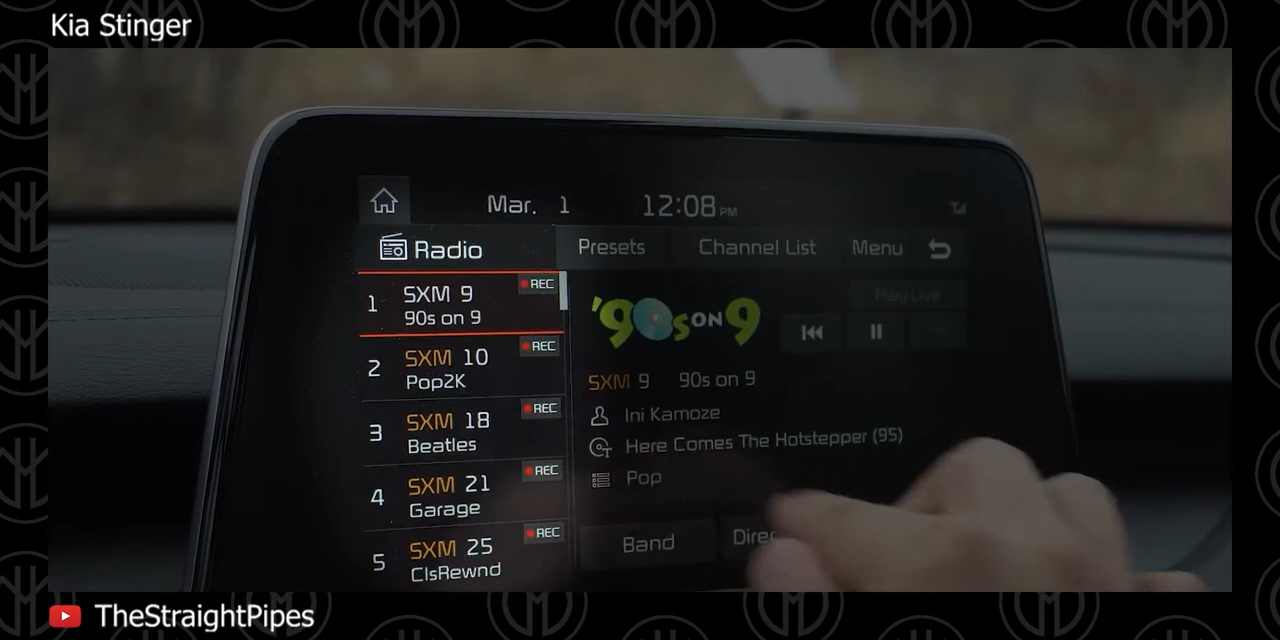 Kia Stinger
Mar. 1 12:08 PM
Radio Presets Channel List Menu
1 SXM 9 REC
90s on 9
2 SXM 10 REC
Pop2K
3 SXM 18 REC
Beatles
4 SXM 21 REC
Garage
5 SXM 25 REC
ClsRewnd
Play Live
'90s ON 9
SXM 9 90s on 9
Ini Kamoze
Here Comes The Hotstepper (95)
Pop
Band Direc
TheStraightPipes